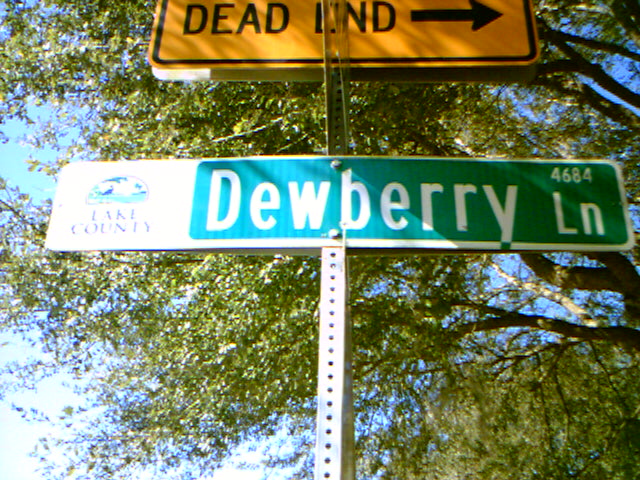 DEAD END
4684
Dewberry Ln
LAKE
COUNTY